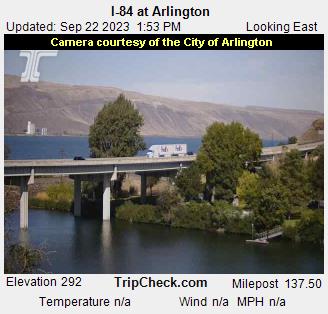 I-84 at Arlington
Updated: Sep 22 2023 1:53 PM Looking East
Camera courtesy of the City of Arlington
FedEx
Elevation 292 TripCheck.com Milepost 137.50
Temperature n/a Wind n/a MPH n/a